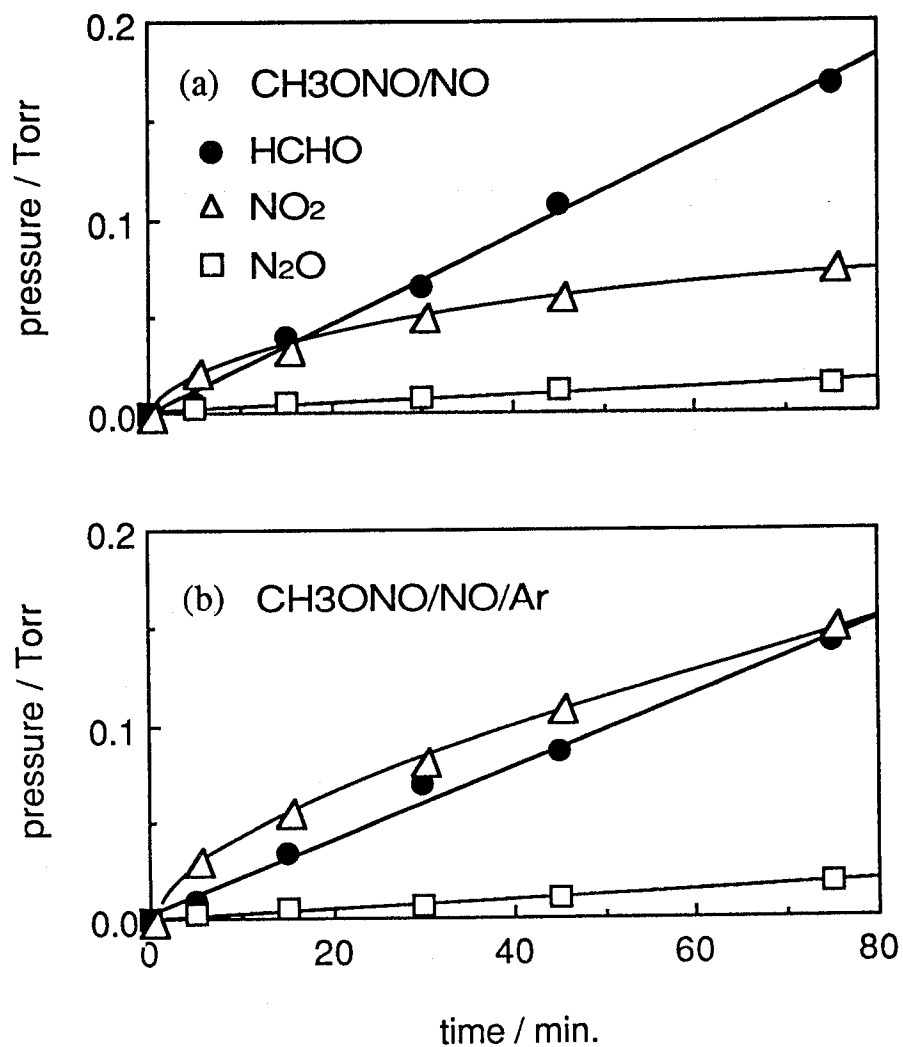 0.2
(a) CH3ONO/NO
HCHO
NO2
N2O
0.1
0.0
pressure / Torr
0.2
(b) CH3ONO/NO/Ar
0.1
0.0
pressure / Torr
0 20 40 60 80
time / min.